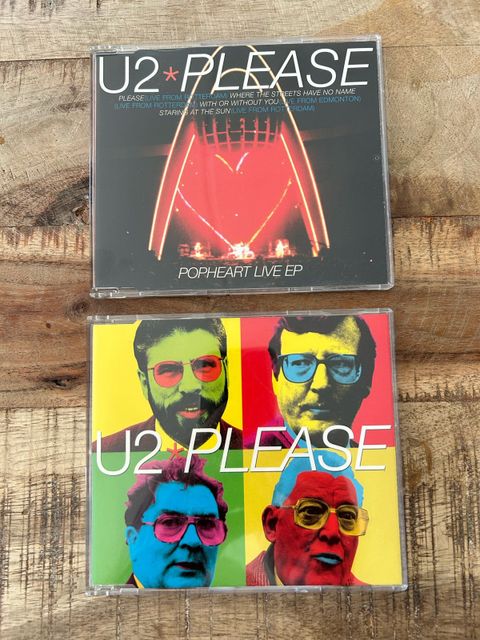 U2*PLEASE
PLEASE(LIVE FROM ROTTERDAM) WHERE THE STREETS HAVE NO NAME
(LIVE FROM ROTTERDAM) WITH OR WITHOUT YOU(LIVE FROM EDMONTON)
STARING AT THE SUN(LIVE FROM ROTTERDAM)
POPHEART LIVE EP
U2*PLEASE